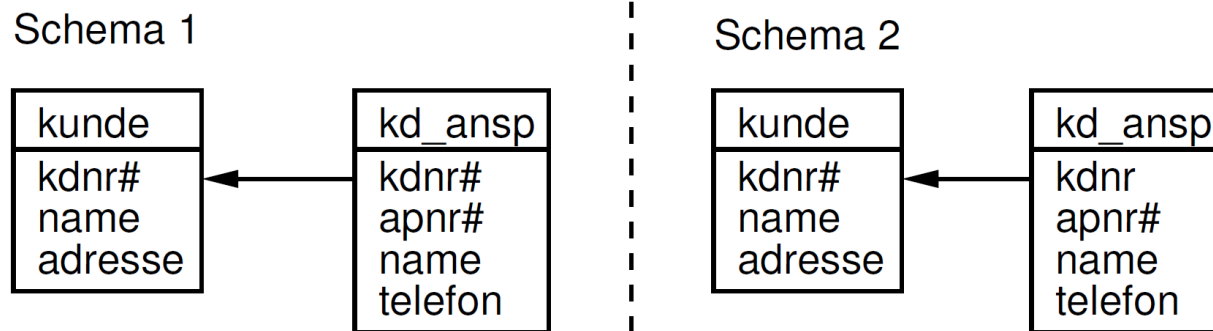 Schema 1
kunde
kdnr#
name
adresse
kd_ansp
kdnr#
apnr#
name
telefon
Schema 2
kunde
kdnr#
name
adresse
kd_ansp
kdnr
apnr#
name
telefon